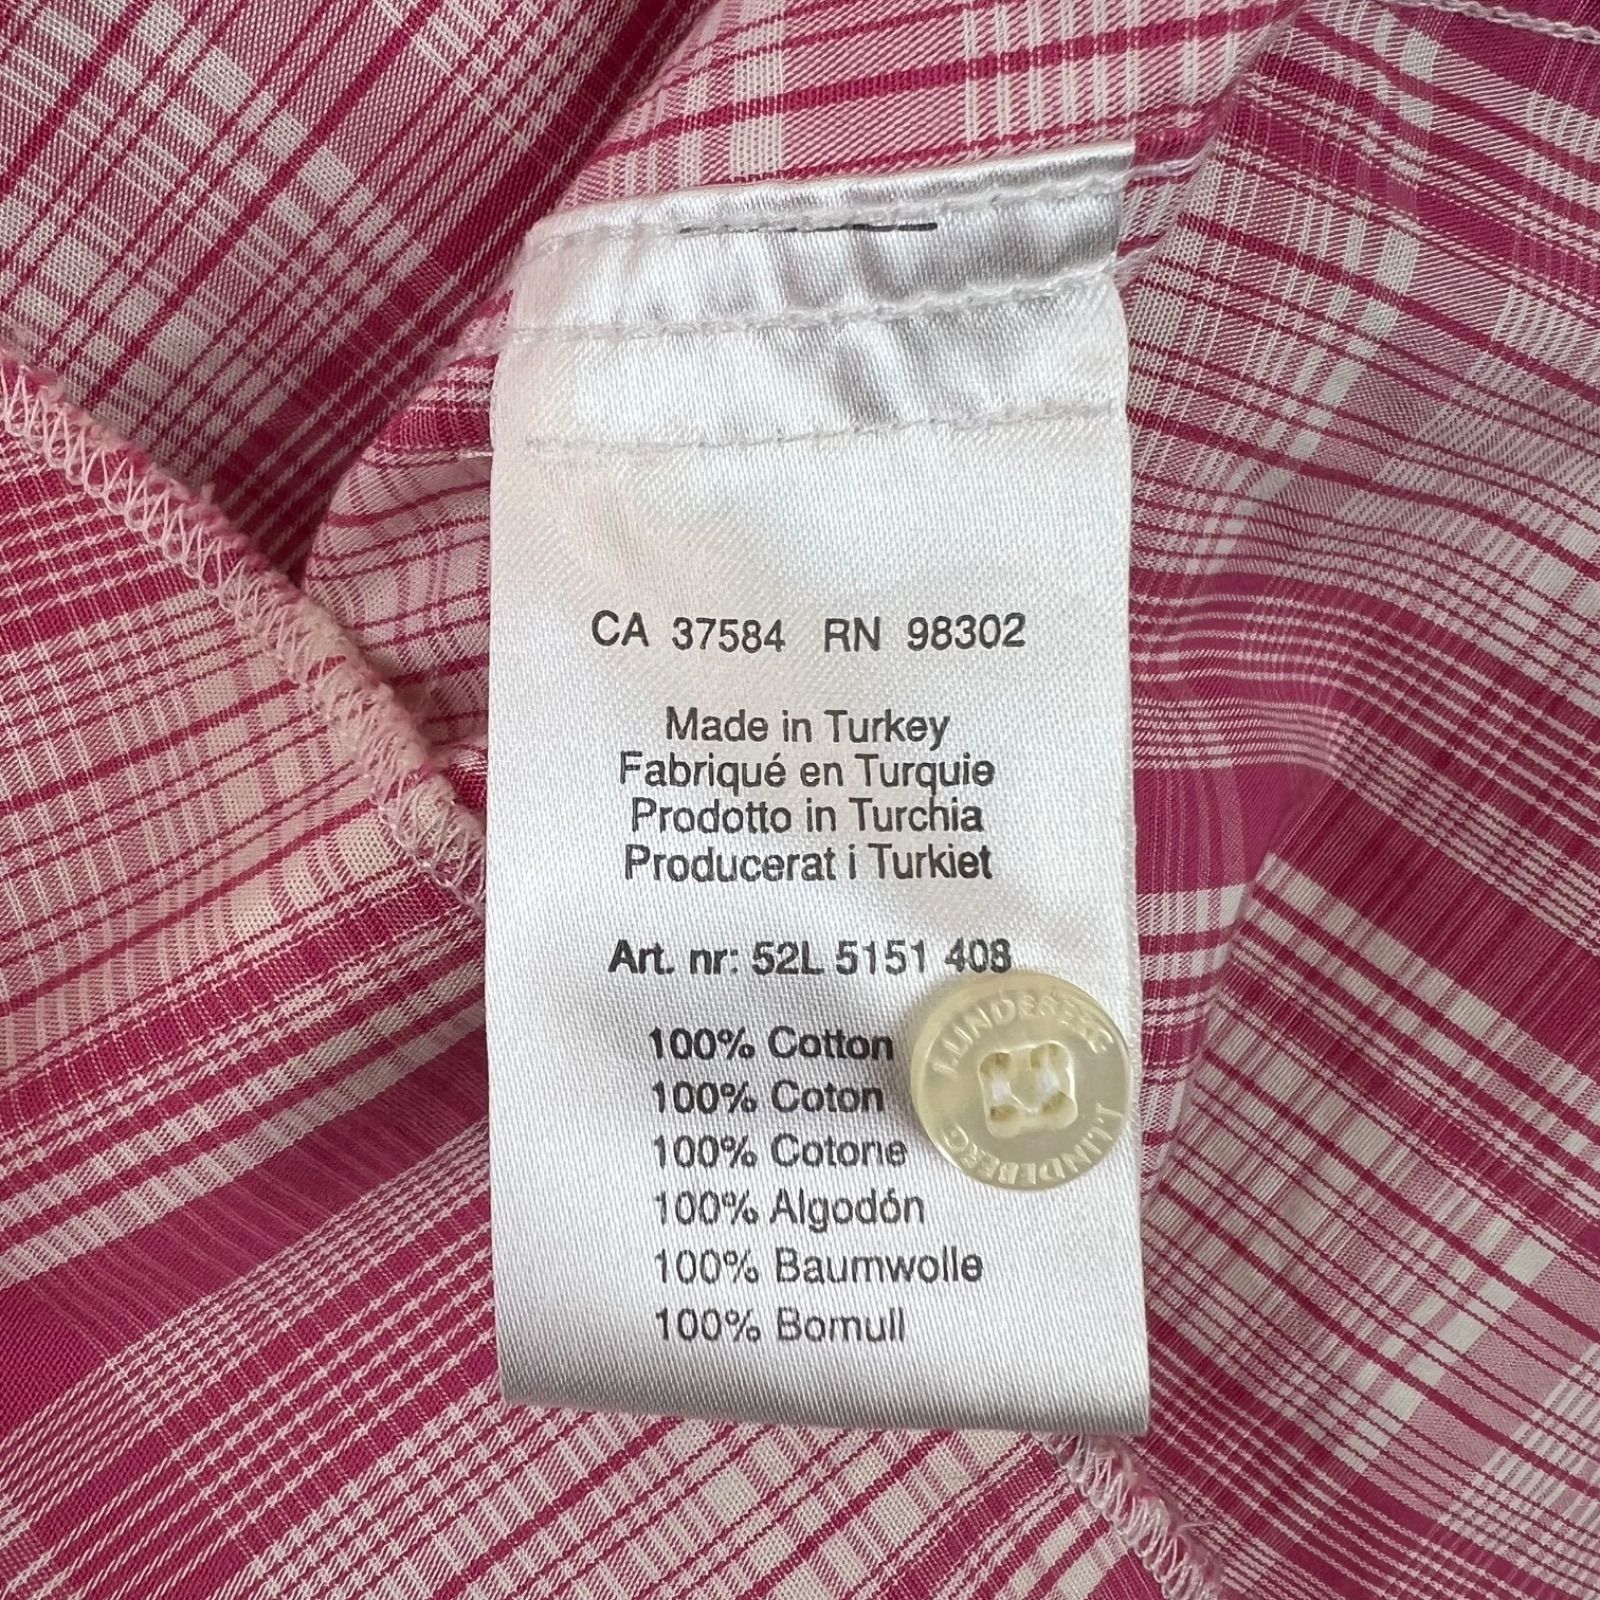 CA 37584 RN 98302
Made in Turkey
Fabriqué en Turquie
Prodotto in Turchia
Producerat i Turkiet
Art. nr: 52L 5151 408
100% Cotton
100% Coton
100% Cotone
100% Algodón
100% Baumwolle
100% Bomull
J.LINDEBERG
J.LINDEBERG